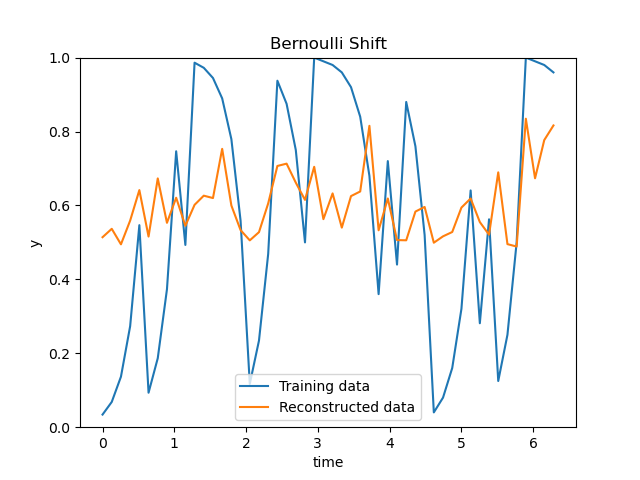 Bernoulli Shift
1.0
0.8
0.6
0.4
0.2
0.0
y
Training data
Reconstructed data
0 1 2 3 4 5 6
time